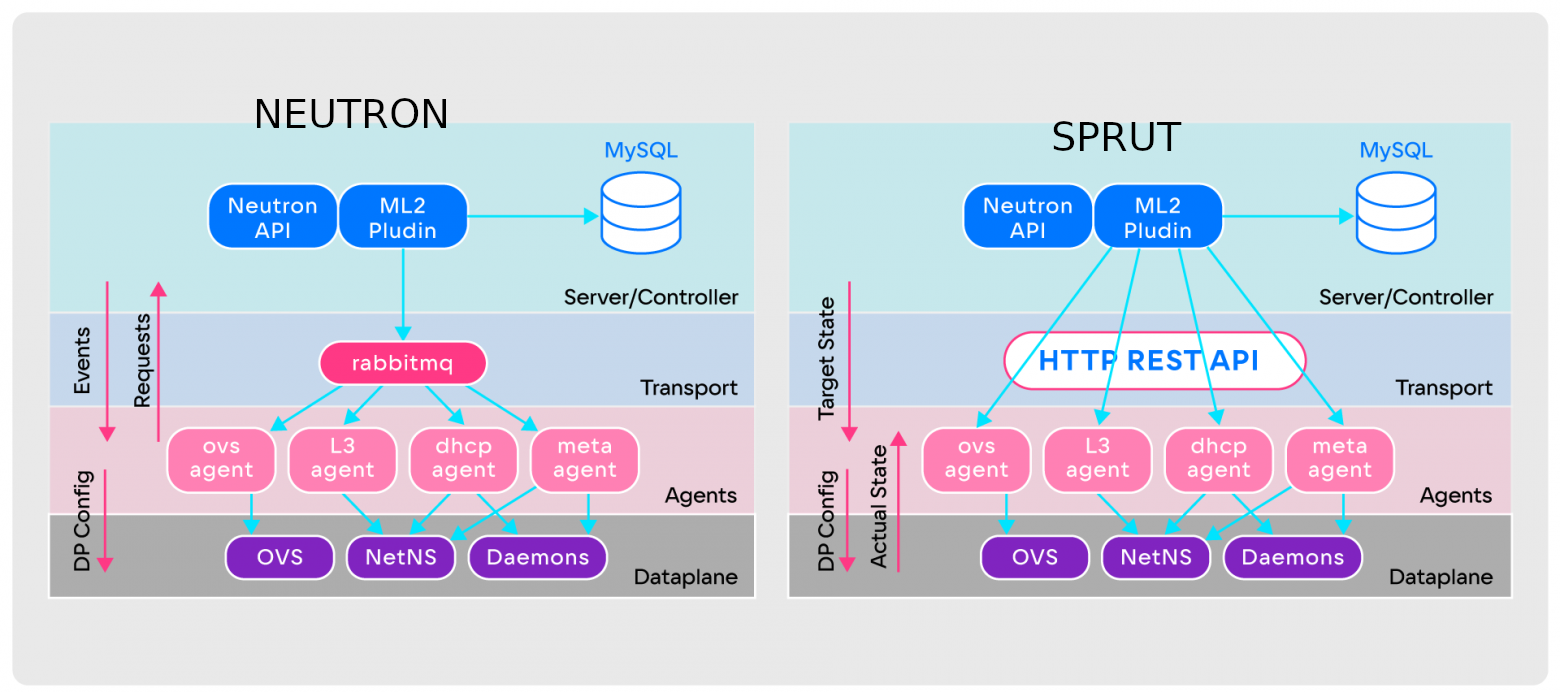 NEUTRON
MySQL
Neutron
API
ML2
Pludin
Server/Controller
Events
Requests
rabbitmq
Transport
ovs
agent
L3
agent
dhcp
agent
meta
agent
Agents
DP Config
OVS
NetNS
Daemons
Dataplane
SPRUT
MySQL
Neutron
API
ML2
Pludin
Server/Controller
Target State
HTTP REST API
Transport
ovs
agent
L3
agent
dhcp
agent
meta
agent
Agents
DP Config
Actual State
OVS
NetNS
Daemons
Dataplane